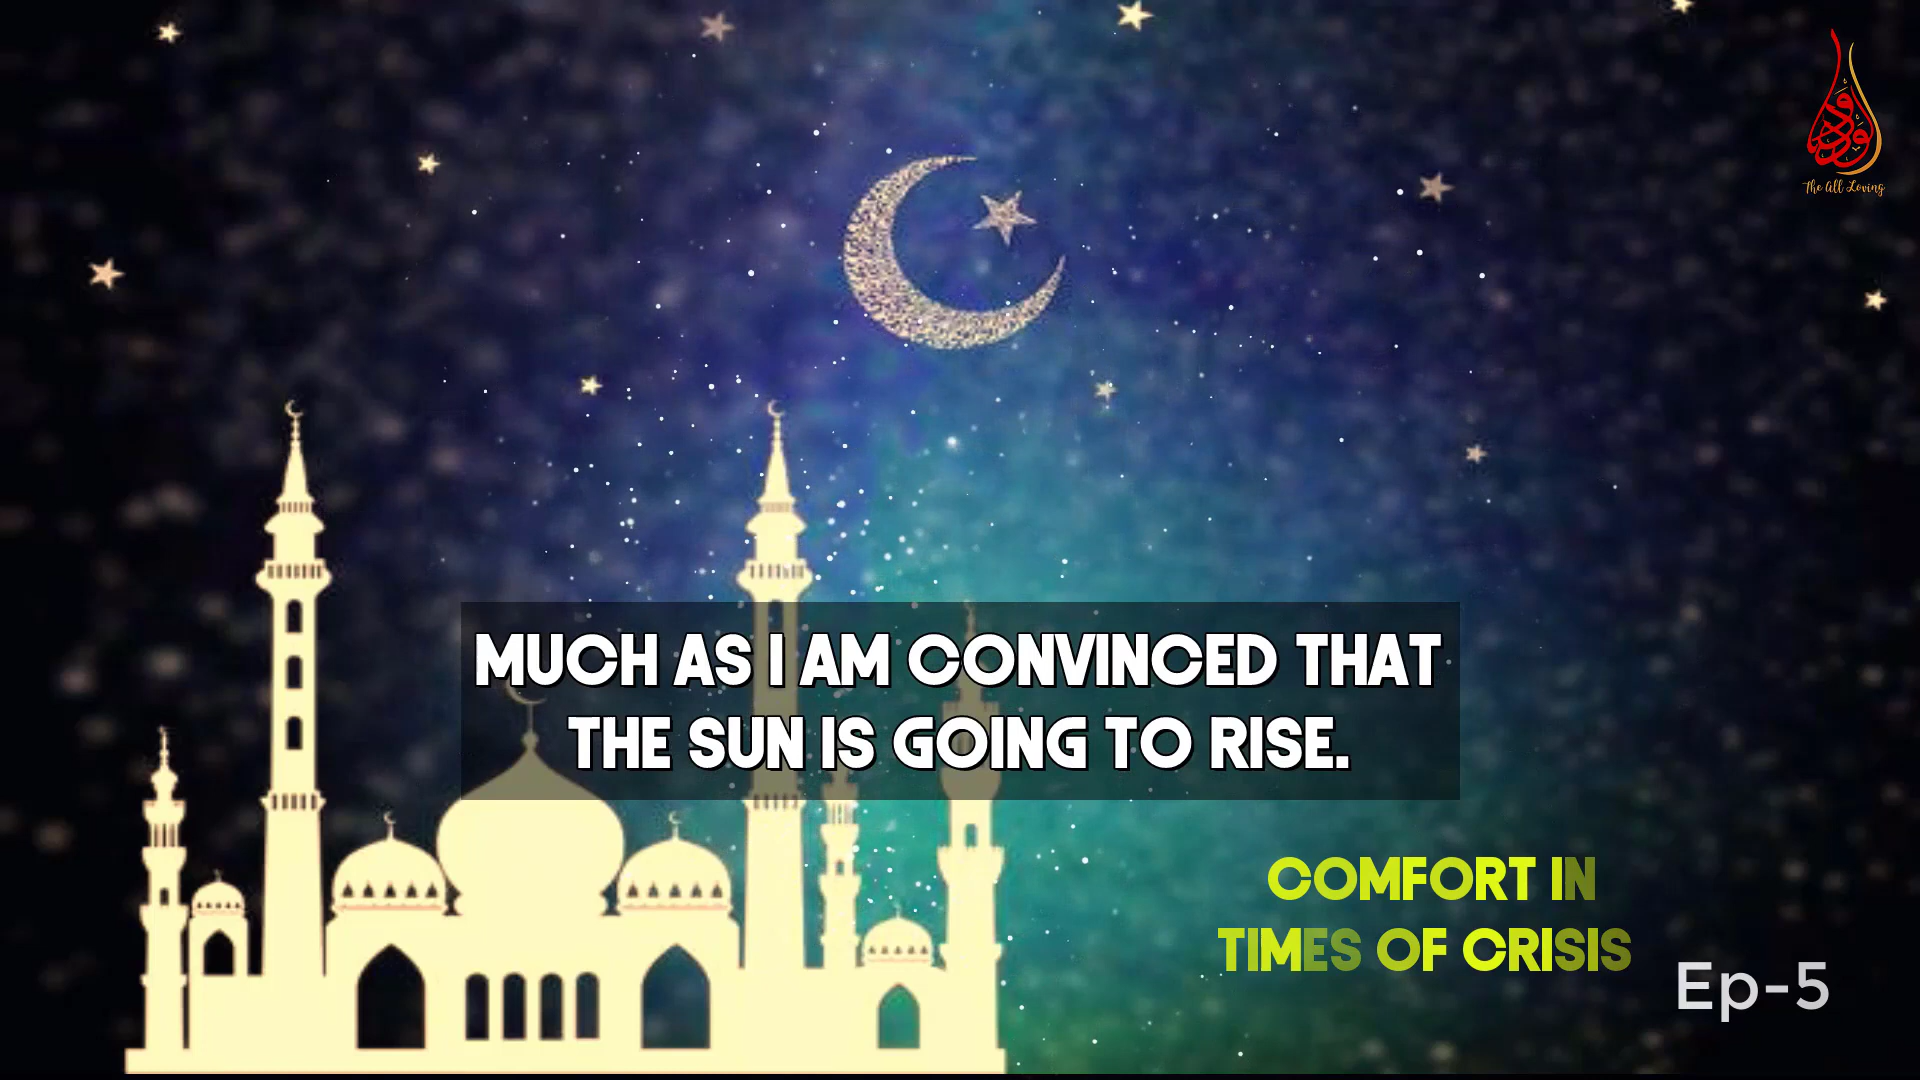 الودود
The All Loving
MUCH AS I AM CONVINCED THAT
THE SUN IS GOING TO RISE.
COMFORT IN
TIMES OF CRISIS
Ep-5